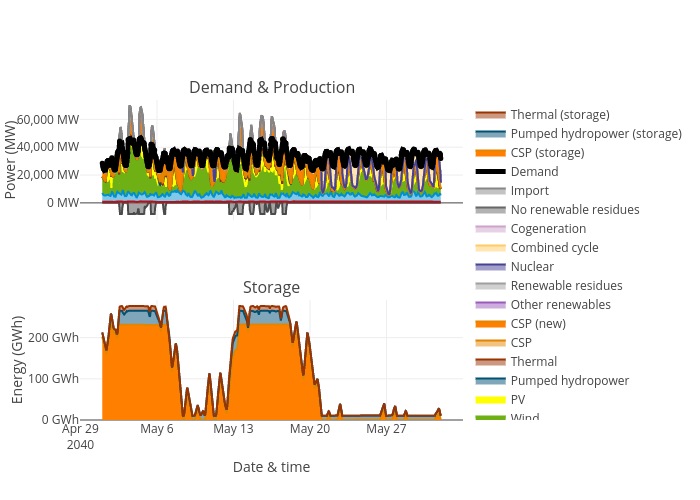 Demand & Production
Power (MW)
60,000 MW
40,000 MW
20,000 MW
0 MW
Storage
Energy (GWh)
200 GWh
100 GWh
0 GWh
Apr 29
2040
May 6
May 13
May 20
May 27
Date & time
Thermal (storage)
Pumped hydropower (storage)
CSP (storage)
Demand
Import
No renewable residues
Cogeneration
Combined cycle
Nuclear
Renewable residues
Other renewables
CSP (new)
CSP
Thermal
Pumped hydropower
PV
Wind